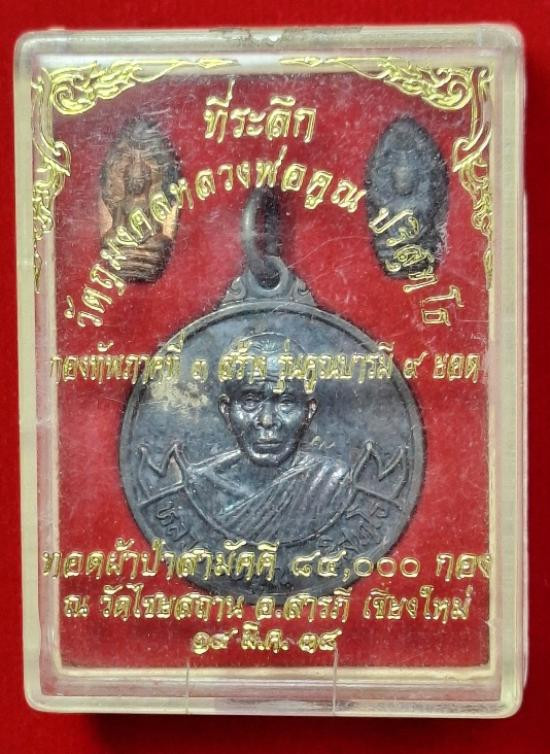 ที่ระลึก
วัตถุมงคลหลวงพ่อคูณ ปริสุทโธ
กองทัพภาคที่ ๓ สร้าง รุ่นคูณบารมี ๙ ยอด
ทอดผ้าป่าสามัคคี ๘๔,๐๐๐ กอง
ณ วัดไชยสถาน อ.สารภี เชียงใหม่
๑๙ มี.ค. ๓๘